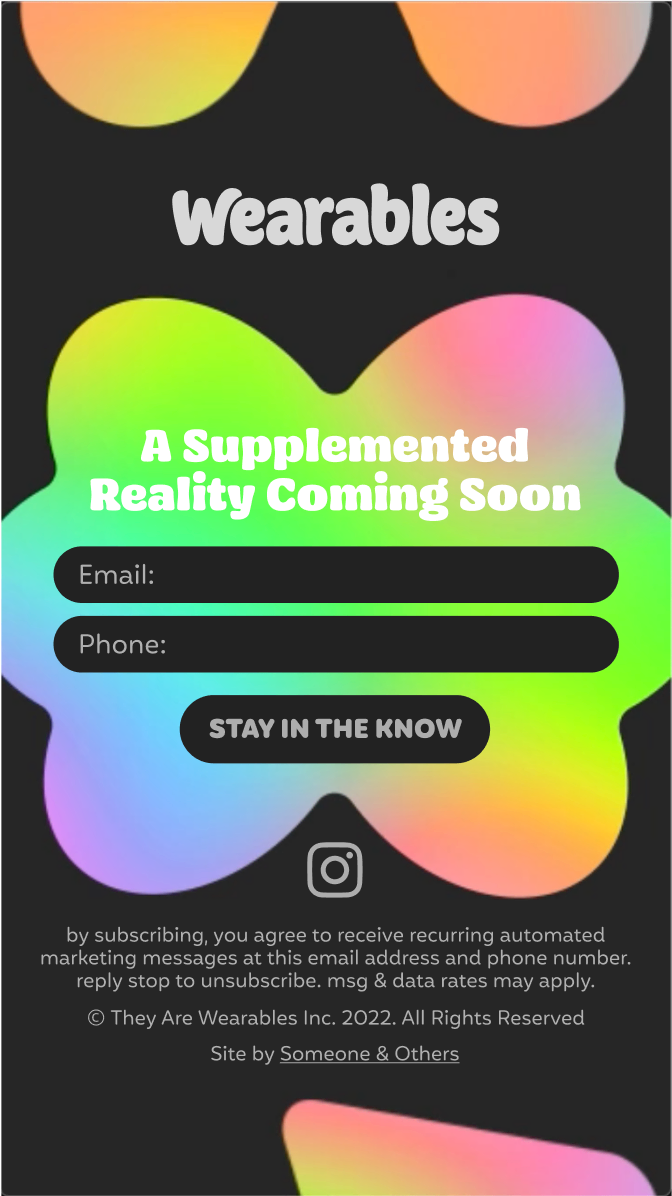 Wearables
A Supplemented
Reality Coming Soon
Email:
Phone:
STAY IN THE KNOW
by subscribing, you agree to receive recurring automated
marketing messages at this email address and phone number.
reply stop to unsubscribe. msg & data rates may apply.
© They Are Wearables Inc. 2022. All Rights Reserved
Site by Someone & Others